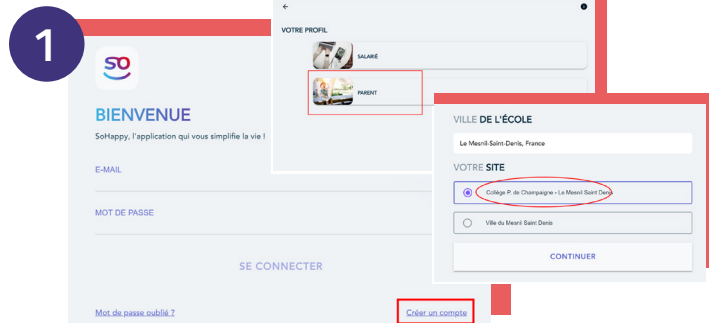 1
so
BIENVENUE
SoHappy, l'application qui vous simplifie la vie !
E-MAIL
MOT DE PASSE
SE CONNECTER
Mot de passe oublié ?
Créer un compte
VOTRE PROFIL
SALARIÉ
PARENT
VILLE DE L'ÉCOLE
Le Mesnil-Saint-Denis, France
VOTRE SITE
Collège P. de Champaigne - Le Mesnil Saint Denis
Ville du Mesnil Saint Denis
CONTINUER